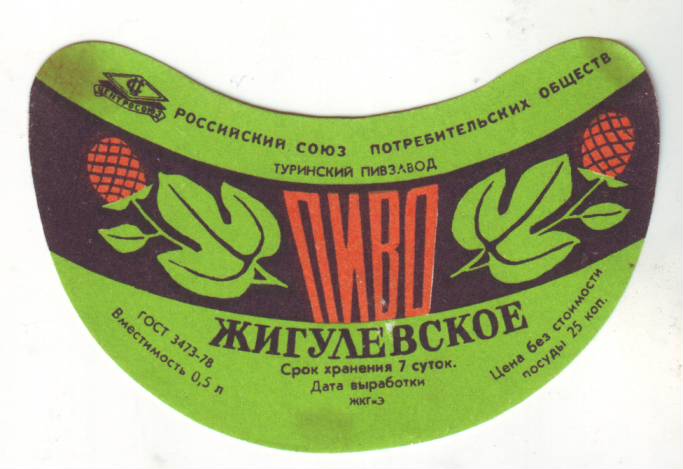 ЦЕНТРОСОЮЗ
РОССИЙСКИЙ СОЮЗ ПОТРЕБИТЕЛЬСКИХ ОБЩЕСТВ
ТУРИНСКИЙ ПИВЗАВОД
ПИВО
ЖИГУЛЕВСКОЕ
ГОСТ 3473-78
Вместимость 0,5 л
Срок хранения 7 суток.
Дата выработки
ЖКГ-Э
Цена без стоимости
посуды 25 коп.